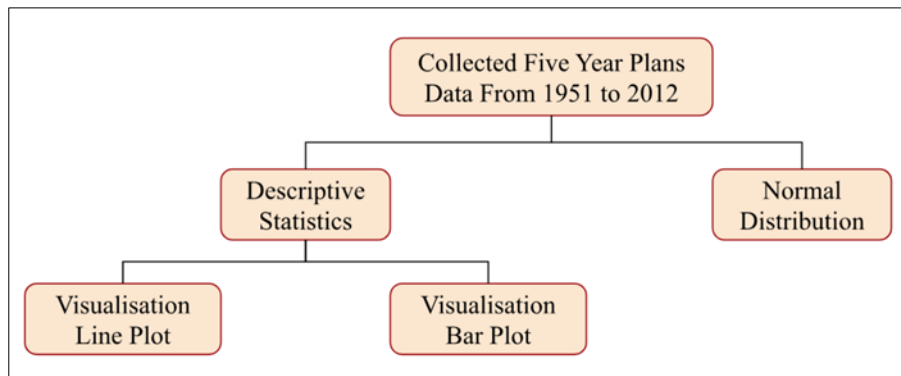 Collected Five Year Plans
Data From 1951 to 2012
Descriptive
Statistics
Normal
Distribution
Visualisation
Line Plot
Visualisation
Bar Plot